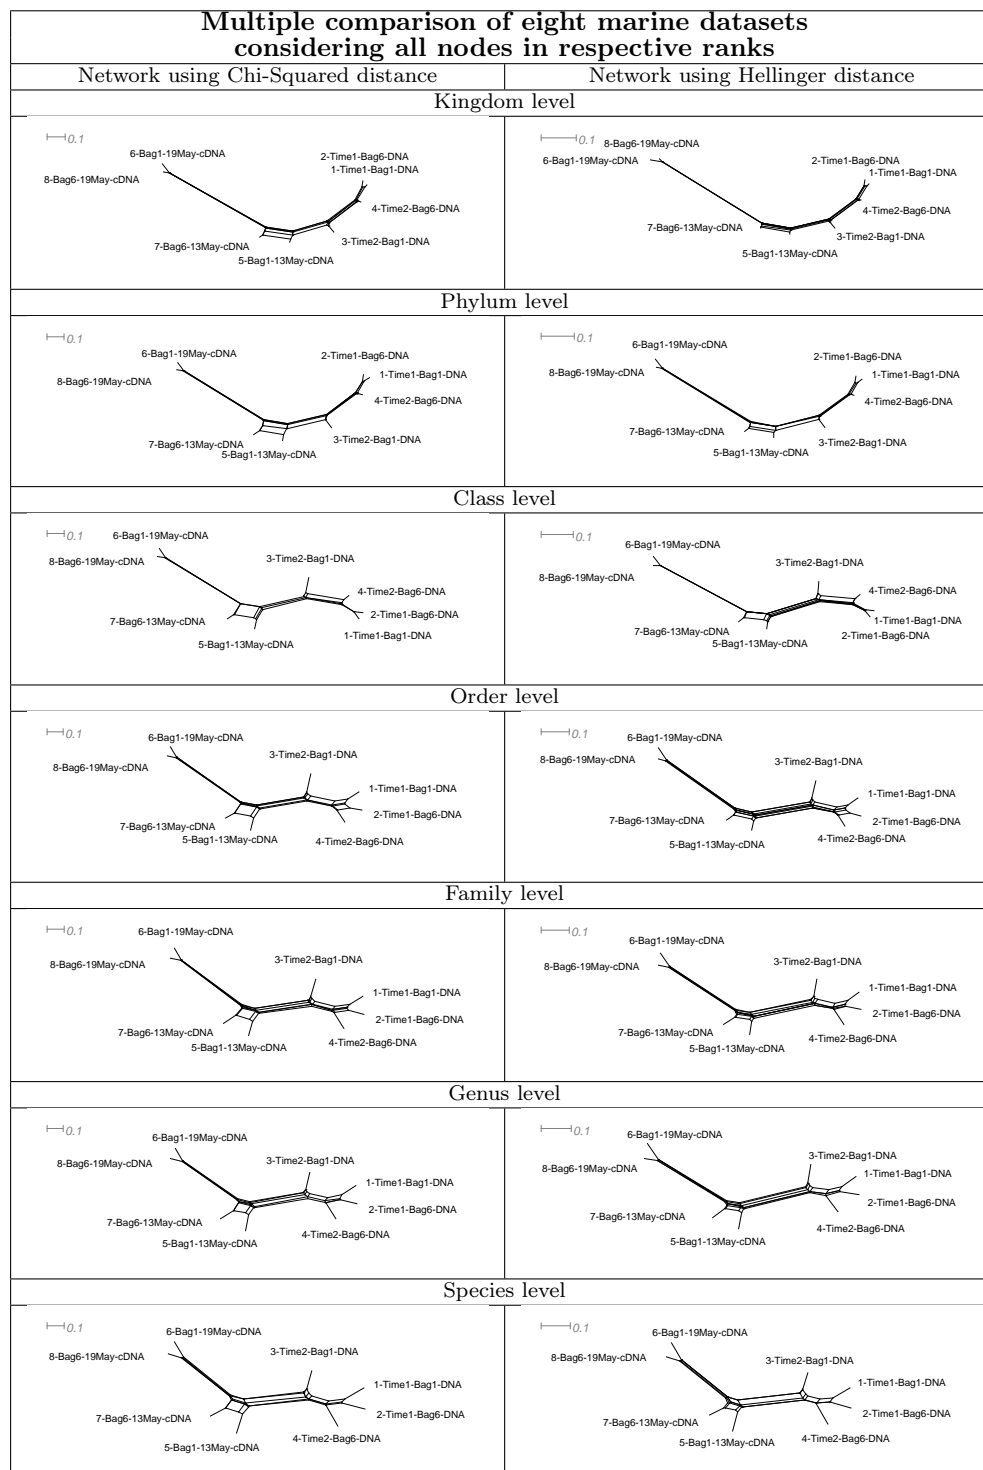 Multiple comparison of eight marine datasets
considering all nodes in respective ranks
Network using Chi-Squared distance
Network using Hellinger distance
Kingdom level
0.1
6-Bag1-19May-cDNA
8-Bag6-19May-cDNA
2-Time1-Bag6-DNA
1-Time1-Bag1-DNA
4-Time2-Bag6-DNA
3-Time2-Bag1-DNA
7-Bag6-13May-cDNA
5-Bag1-13May-cDNA
0.1
8-Bag6-19May-cDNA
6-Bag1-19May-cDNA
2-Time1-Bag6-DNA
1-Time1-Bag1-DNA
4-Time2-Bag6-DNA
3-Time2-Bag1-DNA
7-Bag6-13May-cDNA
5-Bag1-13May-cDNA
Phylum level
0.1
6-Bag1-19May-cDNA
8-Bag6-19May-cDNA
2-Time1-Bag6-DNA
1-Time1-Bag1-DNA
4-Time2-Bag6-DNA
3-Time2-Bag1-DNA
7-Bag6-13May-cDNA
5-Bag1-13May-cDNA
0.1
6-Bag1-19May-cDNA
8-Bag6-19May-cDNA
2-Time1-Bag6-DNA
1-Time1-Bag1-DNA
4-Time2-Bag6-DNA
7-Bag6-13May-cDNA
3-Time2-Bag1-DNA
5-Bag1-13May-cDNA
Class level
0.1
6-Bag1-19May-cDNA
8-Bag6-19May-cDNA
3-Time2-Bag1-DNA
4-Time2-Bag6-DNA
2-Time1-Bag6-DNA
7-Bag6-13May-cDNA
1-Time1-Bag1-DNA
5-Bag1-13May-cDNA
0.1
6-Bag1-19May-cDNA
3-Time2-Bag1-DNA
8-Bag6-19May-cDNA
4-Time2-Bag6-DNA
1-Time1-Bag1-DNA
7-Bag6-13May-cDNA
2-Time1-Bag6-DNA
5-Bag1-13May-cDNA
Order level
0.1
6-Bag1-19May-cDNA
3-Time2-Bag1-DNA
8-Bag6-19May-cDNA
1-Time1-Bag1-DNA
2-Time1-Bag6-DNA
7-Bag6-13May-cDNA
5-Bag1-13May-cDNA
4-Time2-Bag6-DNA
0.1
6-Bag1-19May-cDNA
8-Bag6-19May-cDNA
3-Time2-Bag1-DNA
1-Time1-Bag1-DNA
7-Bag6-13May-cDNA
2-Time1-Bag6-DNA
4-Time2-Bag6-DNA
5-Bag1-13May-cDNA
Family level
0.1
6-Bag1-19May-cDNA
3-Time2-Bag1-DNA
8-Bag6-19May-cDNA
1-Time1-Bag1-DNA
2-Time1-Bag6-DNA
7-Bag6-13May-cDNA
4-Time2-Bag6-DNA
5-Bag1-13May-cDNA
0.1
6-Bag1-19May-cDNA
3-Time2-Bag1-DNA
8-Bag6-19May-cDNA
1-Time1-Bag1-DNA
2-Time1-Bag6-DNA
7-Bag6-13May-cDNA
4-Time2-Bag6-DNA
5-Bag1-13May-cDNA
Genus level
0.1
6-Bag1-19May-cDNA
3-Time2-Bag1-DNA
8-Bag6-19May-cDNA
1-Time1-Bag1-DNA
2-Time1-Bag6-DNA
7-Bag6-13May-cDNA
4-Time2-Bag6-DNA
5-Bag1-13May-cDNA
0.1
6-Bag1-19May-cDNA
3-Time2-Bag1-DNA
8-Bag6-19May-cDNA
1-Time1-Bag1-DNA
2-Time1-Bag6-DNA
7-Bag6-13May-cDNA
4-Time2-Bag6-DNA
5-Bag1-13May-cDNA
Species level
0.1
6-Bag1-19May-cDNA
3-Time2-Bag1-DNA
8-Bag6-19May-cDNA
1-Time1-Bag1-DNA
2-Time1-Bag6-DNA
7-Bag6-13May-cDNA
4-Time2-Bag6-DNA
5-Bag1-13May-cDNA
0.1
6-Bag1-19May-cDNA
8-Bag6-19May-cDNA
3-Time2-Bag1-DNA
1-Time1-Bag1-DNA
2-Time1-Bag6-DNA
7-Bag6-13May-cDNA
4-Time2-Bag6-DNA
5-Bag1-13May-cDNA